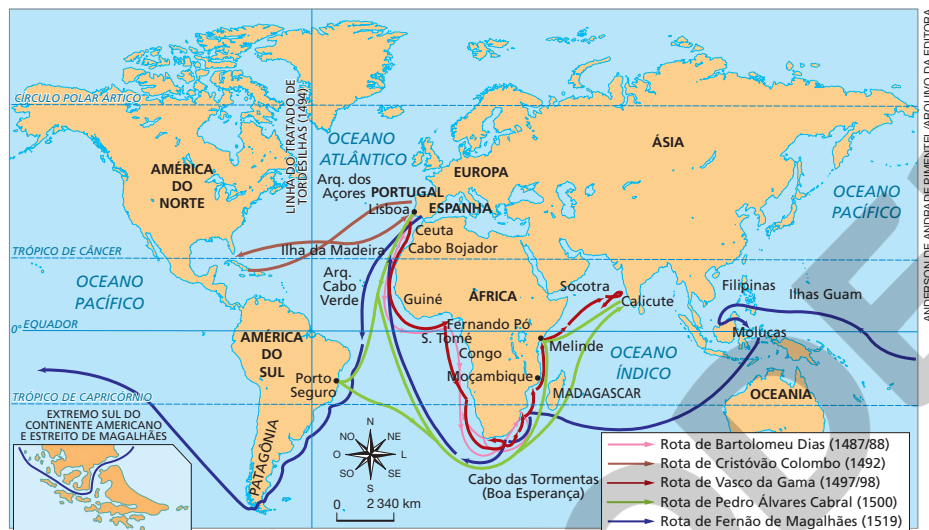 CÍRCULO POLAR ÁRTICO
LINHA DO TRATADO DE
TORDESILHAS (1494)
OCEANO
ATLÂNTICO
AMÉRICA
DO
NORTE
Arq. dos
Açores
PORTUGAL
Lisboa
ESPANHA
EUROPA
ÁSIA
OCEANO
PACÍFICO
Ceuta
Ilha da Madeira
Cabo Bojador
TRÓPICO DE CÂNCER
OCEANO
PACÍFICO
Arq.
Cabo
Verde
Guiné
ÁFRICA
Socotra
Calicute
Filipinas
Ilhas Guam
0° EQUADOR
Fernando Pó
S. Tomé
Congo
Melinde
Molucas
AMÉRICA
DO
SUL
OCEANO
ÍNDICO
Porto
Seguro
Moçambique
MADAGASCAR
OCEANIA
TRÓPICO DE CAPRICÓRNIO
EXTREMO SUL DO
CONTINENTE AMERICANO
E ESTREITO DE MAGALHÃES
PATAGÔNIA
N
NO
NE
O
L
SO
SE
S
0
2 340 km
Cabo das Tormentas
(Boa Esperança)
Rota de Bartolomeu Dias (1487/88)
Rota de Cristóvão Colombo (1492)
Rota de Vasco da Gama (1497/98)
Rota de Pedro Álvares Cabral (1500)
Rota de Fernão de Magalhães (1519)